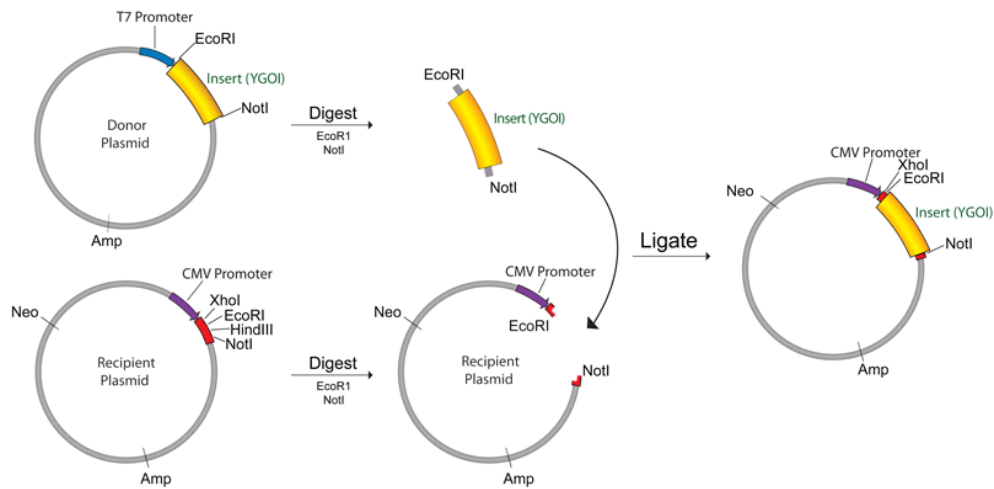 T7 Promoter
EcoRI
Insert (YGOI)
NotI
Donor
Plasmid
Amp
Digest
EcoR1
NotI
EcoRI
Insert (YGOI)
NotI
CMV Promoter
XhoI
EcoRI
HindIII
NotI
Neo
Recipient
Plasmid
Amp
Digest
EcoR1
NotI
CMV Promoter
Neo
EcoRI
Recipient
Plasmid
NotI
Amp
Ligate
CMV Promoter
XhoI
EcoRI
Neo
Insert (YGOI)
NotI
Amp